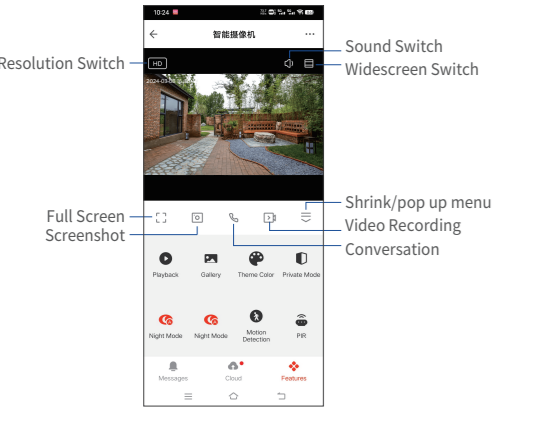 10:24
智能摄像机
HD
Sound Switch
Resolution Switch
Widescreen Switch
Full Screen
Screenshot
Shrink/pop up menu
Video Recording
Conversation
Playback
Gallery
Theme Color
Private Mode
Night Mode
Night Mode
Motion
Detection
PIR
Messages
Cloud
Features